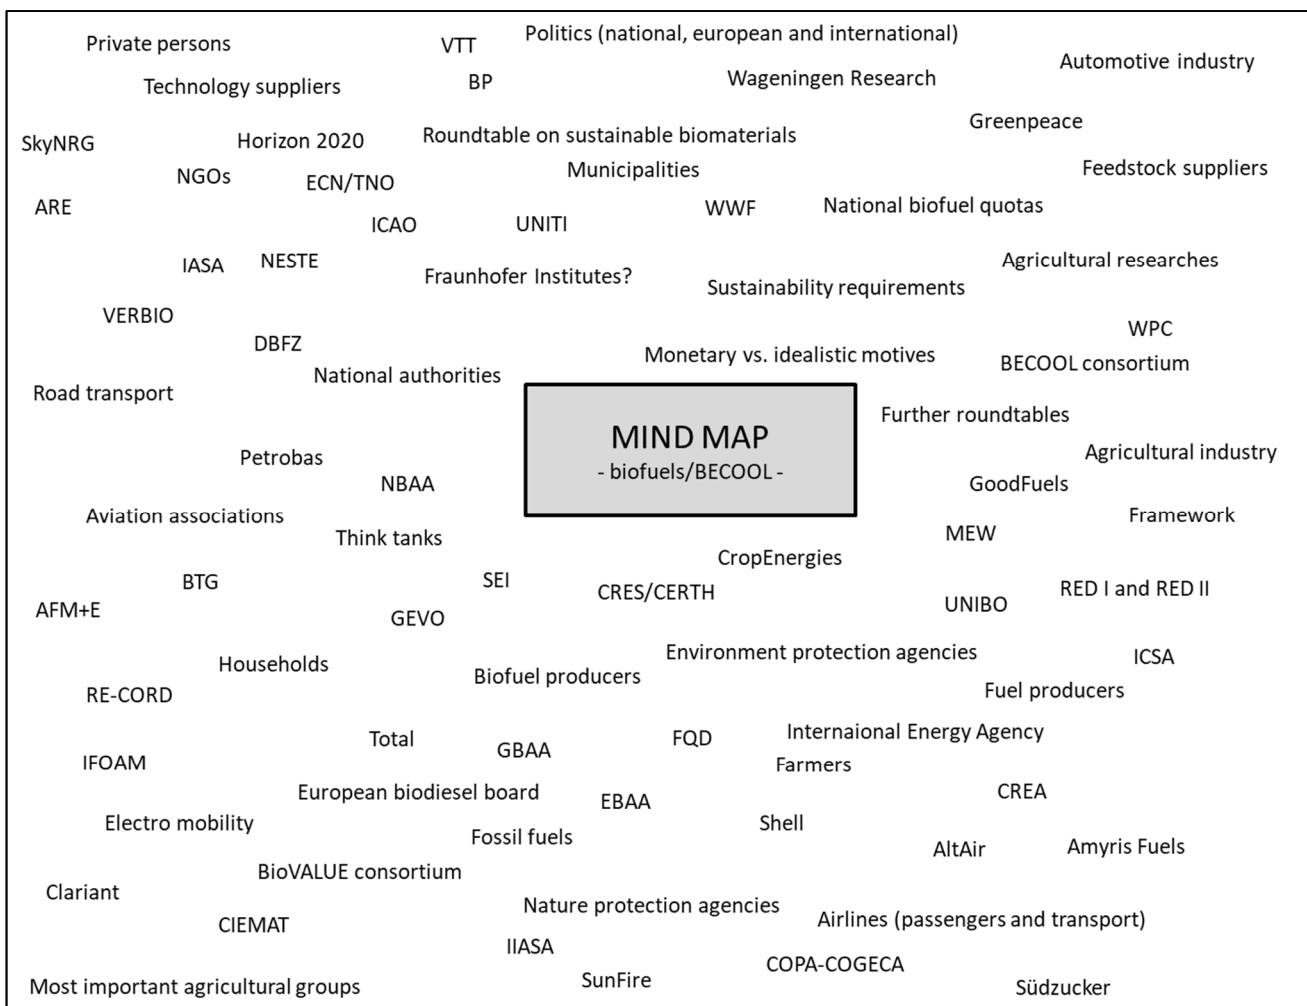 Politics (national, european and international)
Private persons
VTT
Automotive industry
Technology suppliers
BP
Wageningen Research
Greenpeace
SkyNRG
Horizon 2020
Roundtable on sustainable biomaterials
NGOs
ECN/TNO
Municipalities
Feedstock suppliers
ARE
ICAO
UNITI
WWF
National biofuel quotas
IASA
NESTE
Fraunhofer Institutes?
Agricultural researches
Sustainability requirements
VERBIO
WPC
DBFZ
Monetary vs. idealistic motives
BECOOL consortium
National authorities
Road transport
Further roundtables
MIND MAP
- biofuels/BECOOL -
Agricultural industry
Petrobas
NBAA
GoodFuels
Aviation associations
Framework
Think tanks
MEW
CropEnergies
BTG
SEI
CRES/CERTH
RED I and RED II
AFM+E
GEVO
UNIBO
Households
Environment protection agencies
ICSA
Biofuel producers
RE-CORD
Fuel producers
Total
GBAA
FQD
Internaional Energy Agency
IFOAM
Farmers
European biodiesel board
EBAA
CREA
Electro mobility
Fossil fuels
Shell
AltAir
Amyris Fuels
BioVALUE consortium
Clariant
Nature protection agencies
CIEMAT
Airlines (passengers and transport)
IIASA
COPA-COGECA
Most important agricultural groups
SunFire
Südzucker